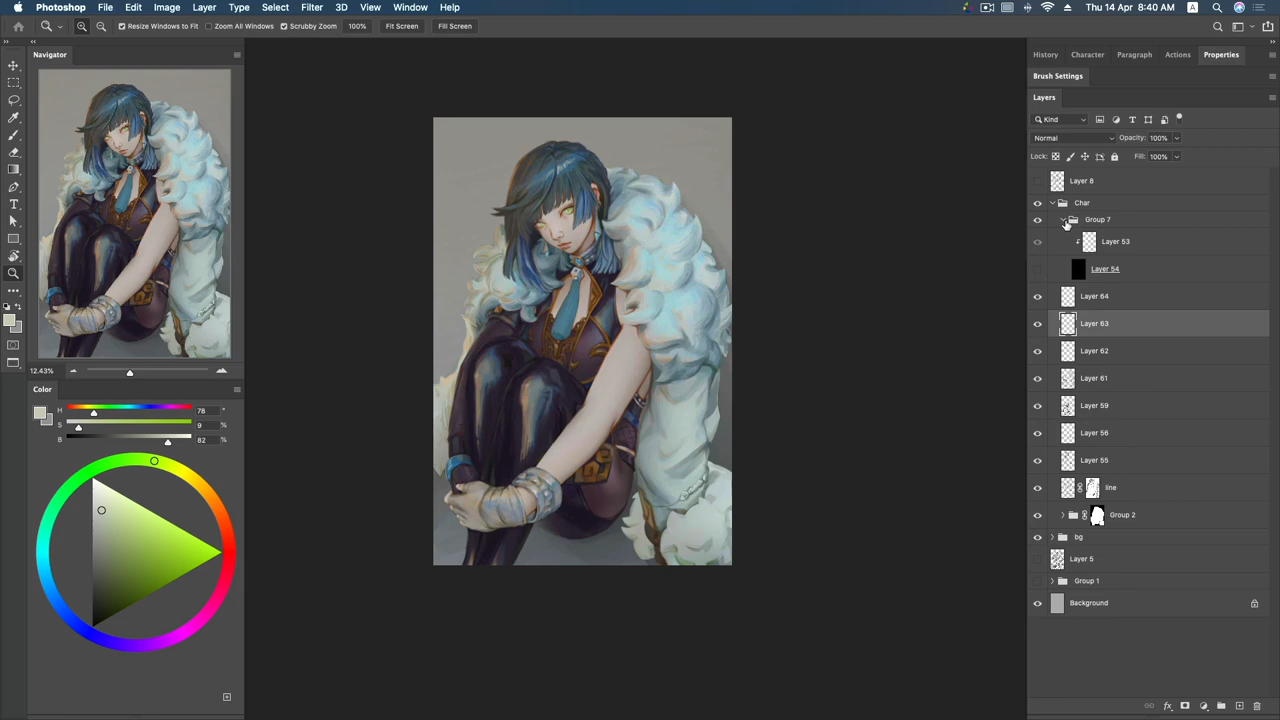 Photoshop File Edit Image Layer Type Select Filter 3D View Window Help Thu 14 Apr 8:40 AM A
Resize Windows to Fit Zoom All Windows Scrubby Zoom 100% Fit Screen Fill Screen
Navigator
12.43%
Color
H 78 °
S 9 %
B 82 %
History Character Paragraph Actions Properties
Brush Settings
Layers
Kind
Normal Opacity: 100%
Lock: Fill: 100%
Layer 8
Char
Group 7
Layer 53
Layer 54
Layer 64
Layer 63
Layer 62
Layer 61
Layer 59
Layer 56
Layer 55
line
Group 2
bg
Layer 5
Group 1
Background